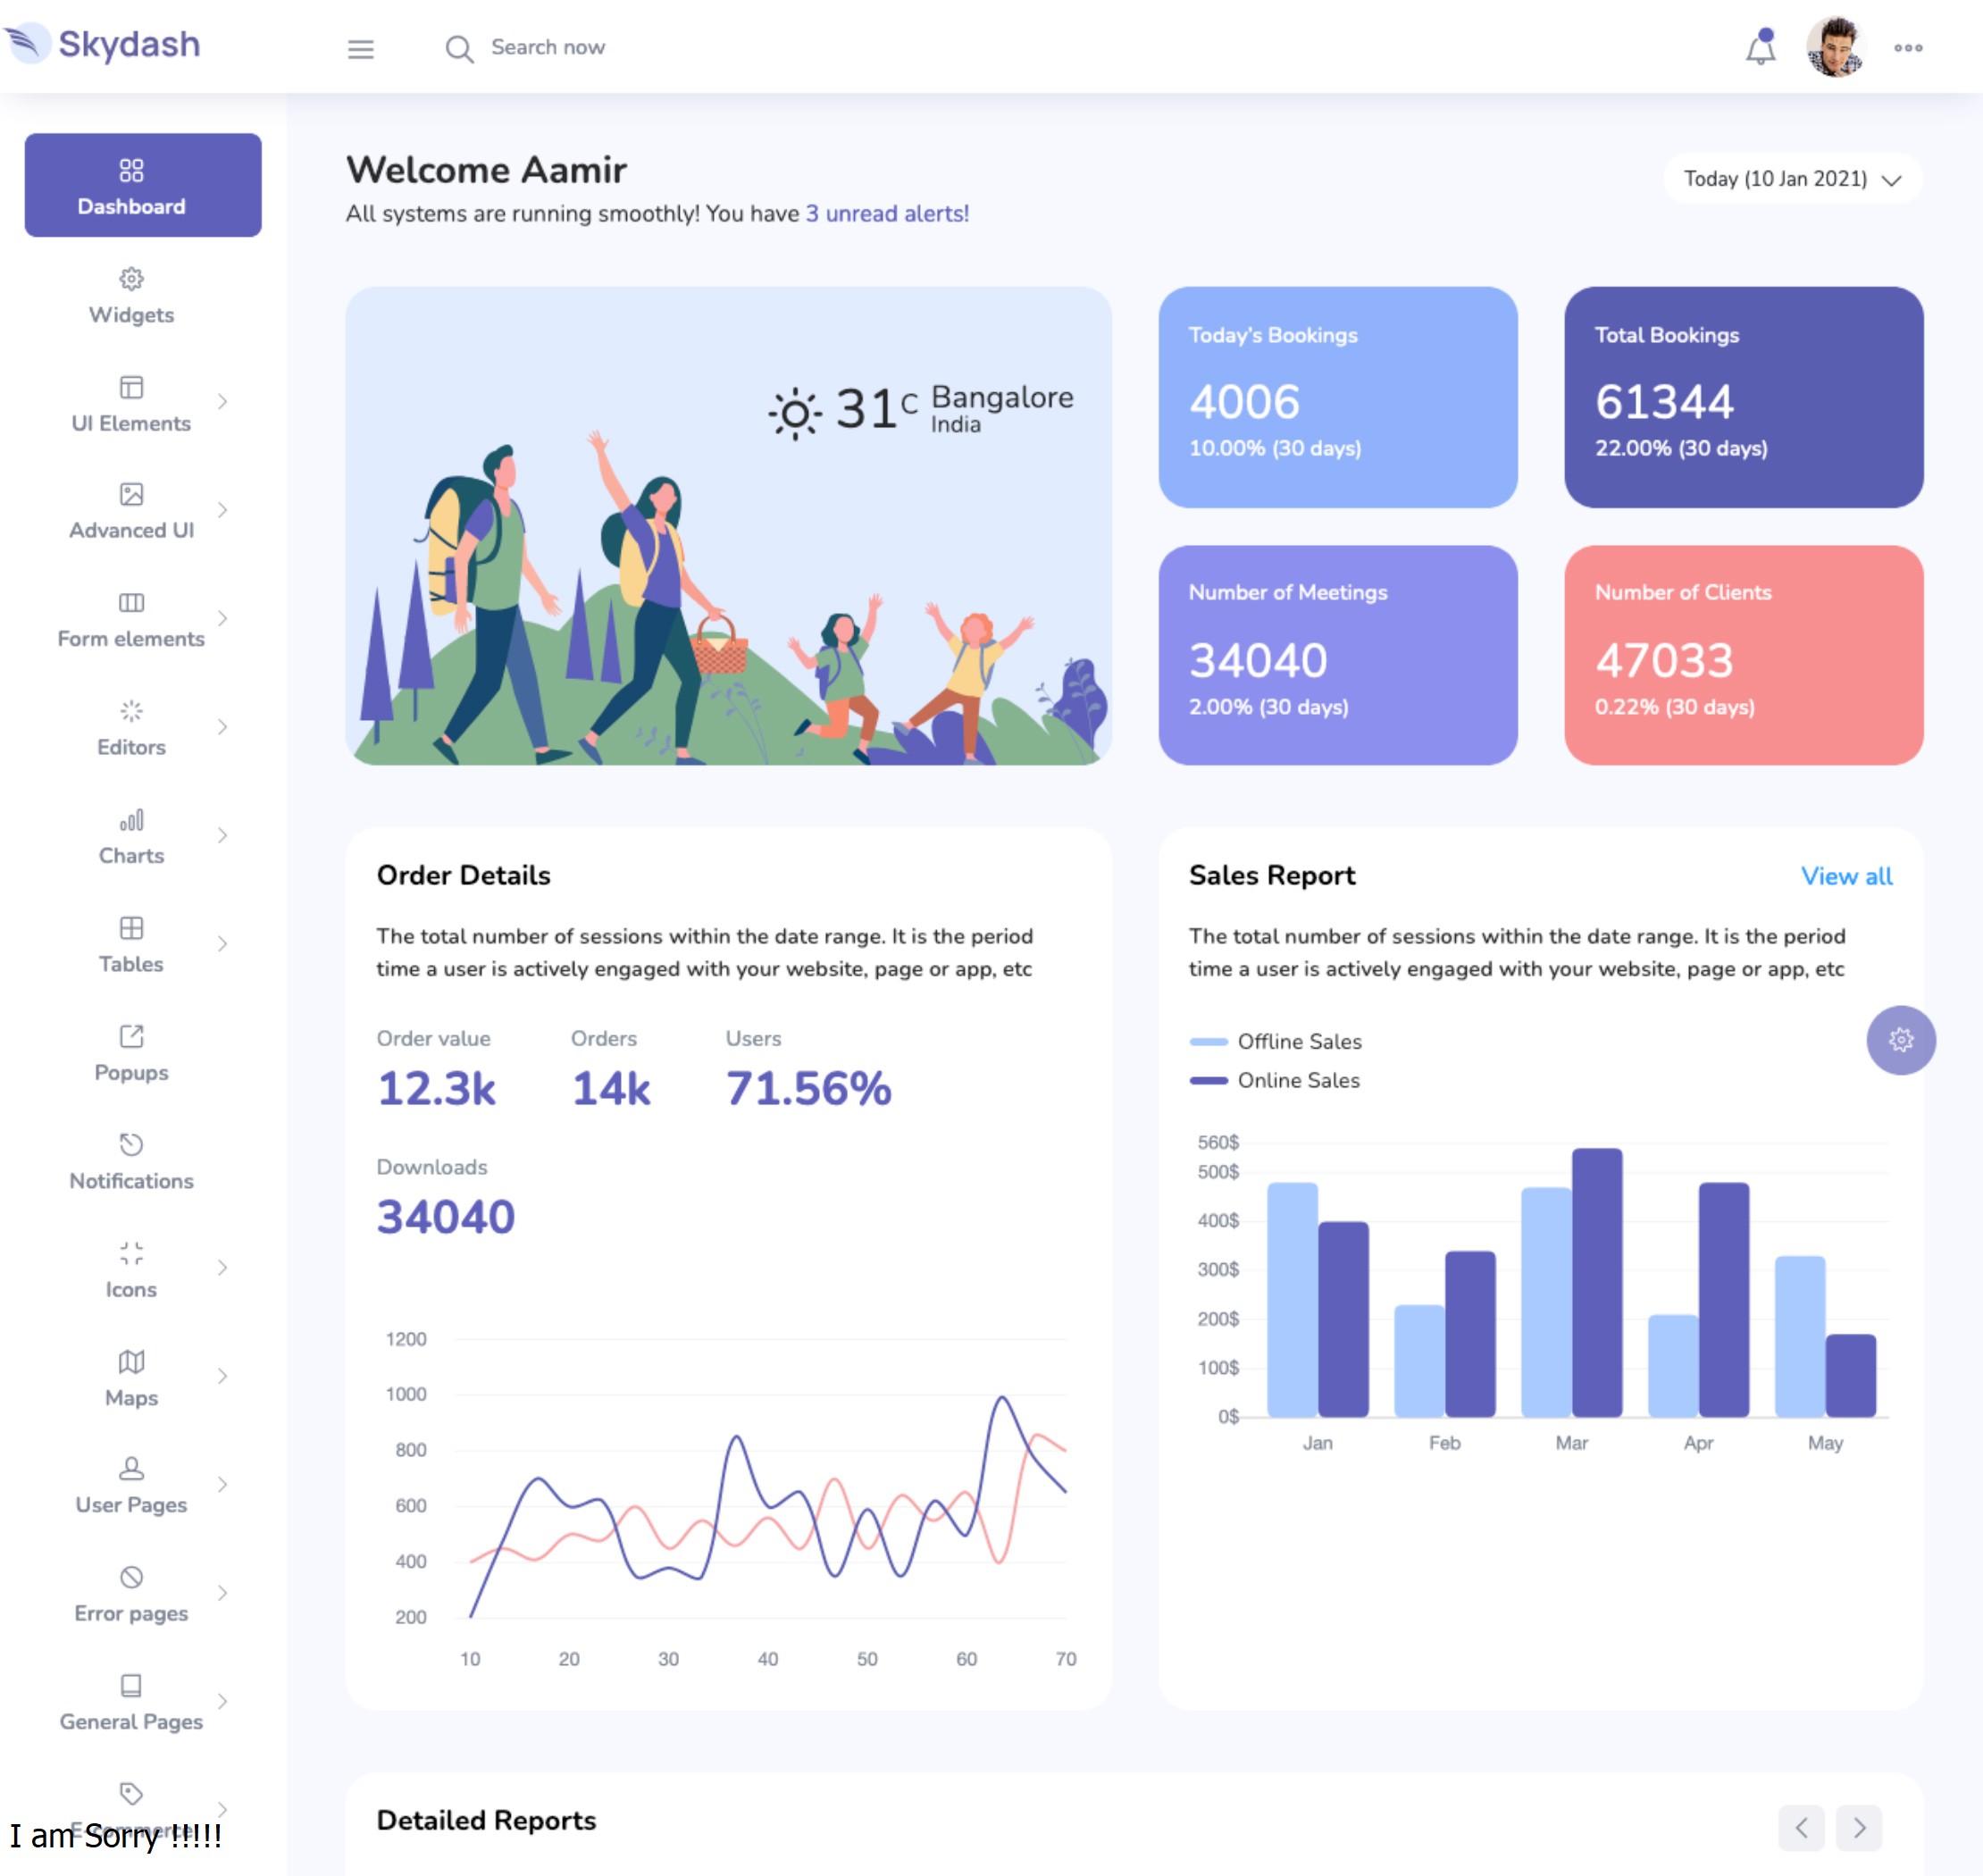 Skydash
Search now
Dashboard
Widgets
UI Elements
Advanced UI
Form elements
Editors
Charts
Tables
Popups
Notifications
Icons
Maps
User Pages
Error pages
General Pages
E-commerce
I am Sorry !!!!!
Welcome Aamir
All systems are running smoothly! You have 3 unread alerts!
Today (10 Jan 2021)
31 C Bangalore
India
Today's Bookings
4006
10.00% (30 days)
Total Bookings
61344
22.00% (30 days)
Number of Meetings
34040
2.00% (30 days)
Number of Clients
47033
0.22% (30 days)
Order Details
The total number of sessions within the date range. It is the period
time a user is actively engaged with your website, page or app, etc
Order value Orders Users
12.3k 14k 71.56%
Downloads
34040
1200
1000
800
600
400
200
10 20 30 40 50 60 70
Sales Report View all
The total number of sessions within the date range. It is the period
time a user is actively engaged with your website, page or app, etc
Offline Sales
Online Sales
560$
500$
400$
300$
200$
100$
0$
Jan Feb Mar Apr May
Detailed Reports